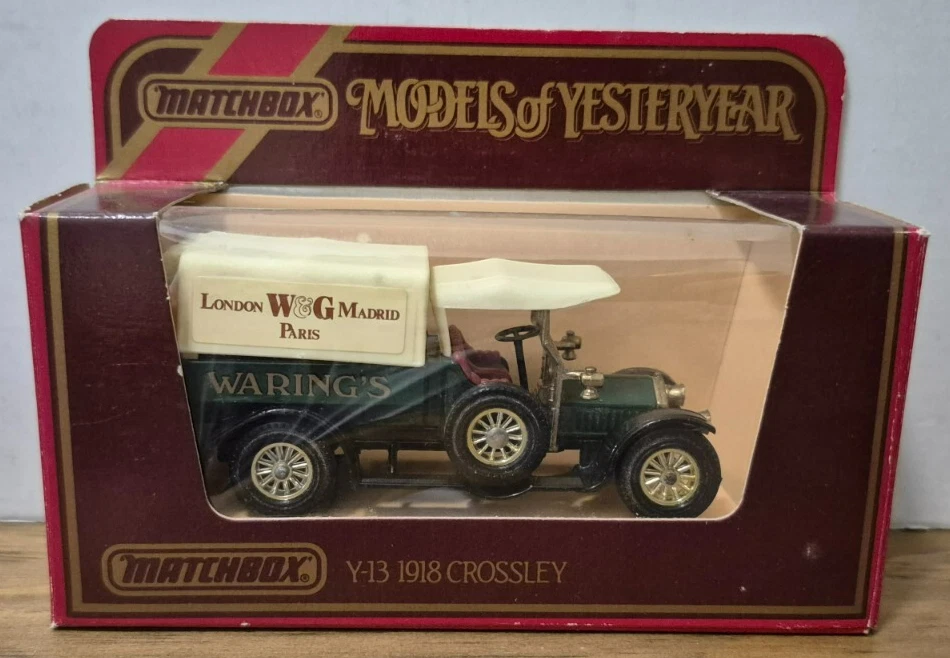 MATCHBOX® MODELS of YESTERYEAR
LONDON W&G MADRID
PARIS
WARING'S
MATCHBOX® Y-13 1918 CROSSLEY